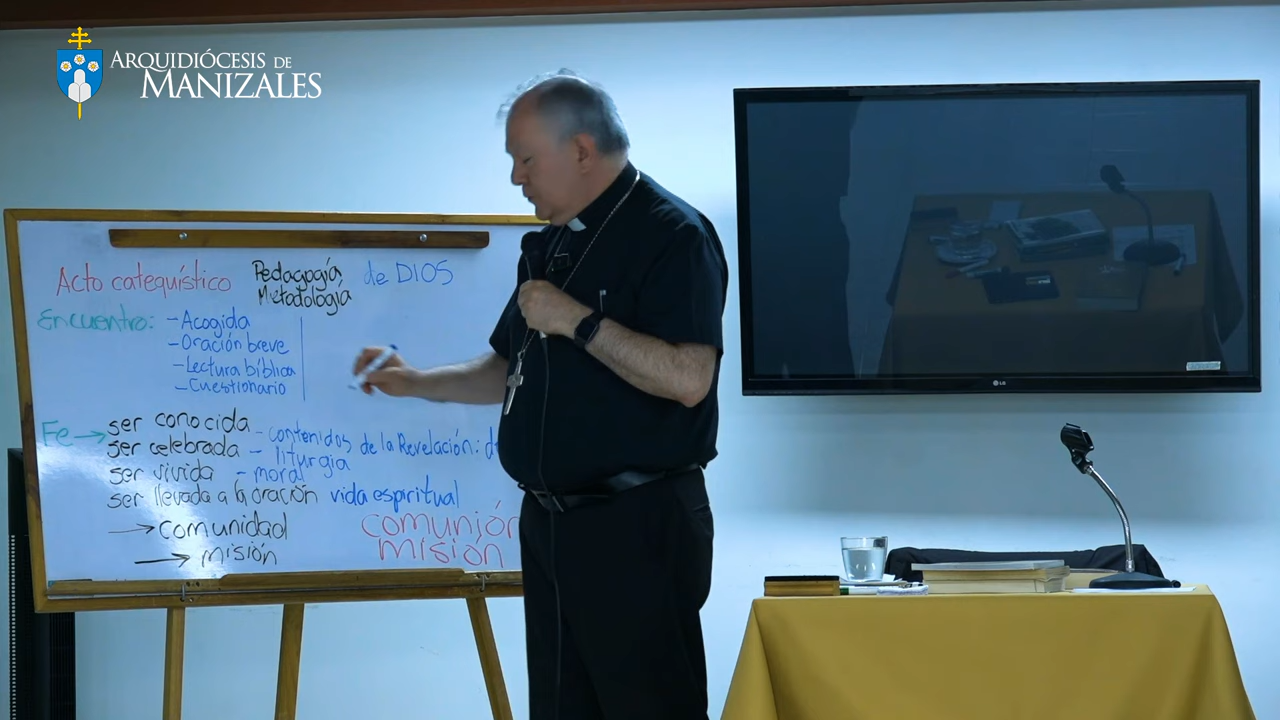 ARQUIDIÓCESIS DE
MANIZALES
Acto catequístico Pedagogía, Metodología de DIOS
Encuentro: - Acogida
- Oración breve
- Lectura bíblica
- Cuestionario
Fe → ser conocida - contenidos de la Revelación:
ser celebrada - liturgia
ser vivida - moral
ser llevada a la oración vida espiritual
→ comunidad comunión
→ misión misión
LG